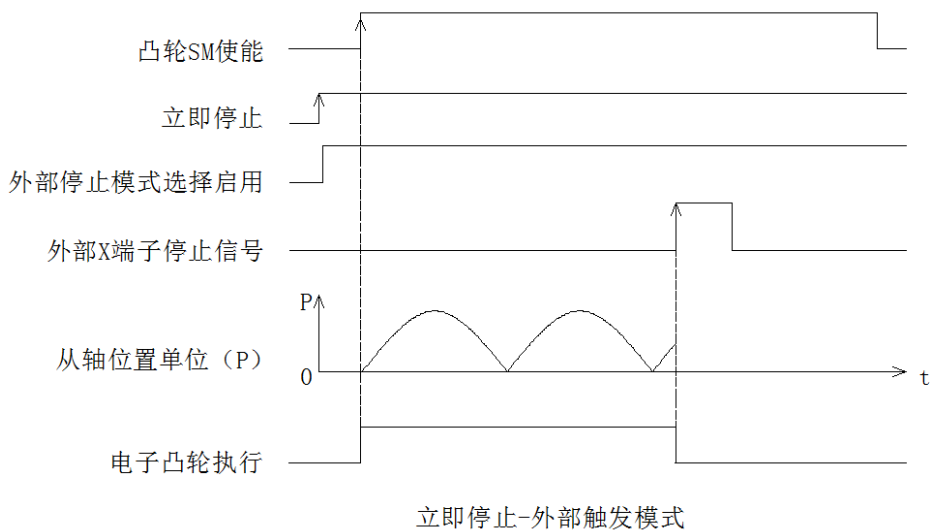 凸轮SM使能
立即停止
外部停止模式选择启用
外部X端子停止信号
P
从轴位置单位（P）
0
t
电子凸轮执行
立即停止-外部触发模式